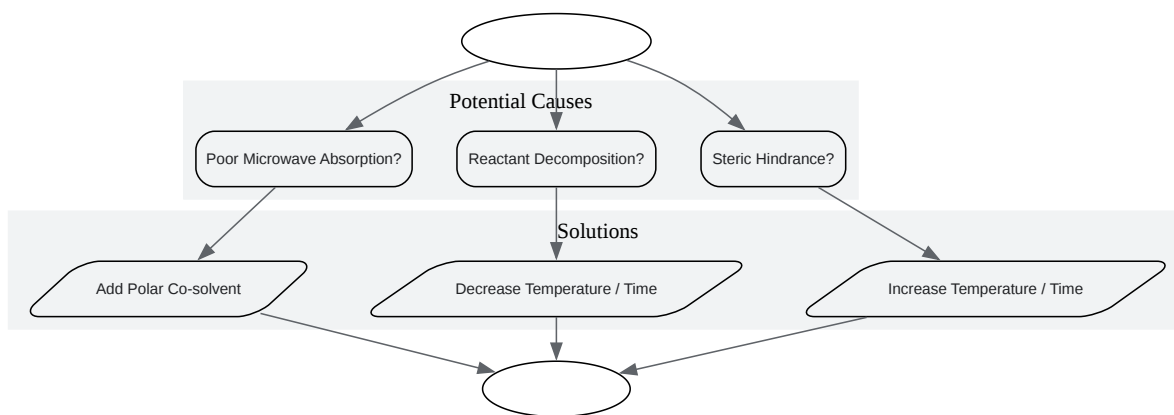 Potential Causes
Poor Microwave Absorption?
Reactant Decomposition?
Steric Hindrance?
Solutions
Add Polar Co-solvent
Decrease Temperature / Time
Increase Temperature / Time